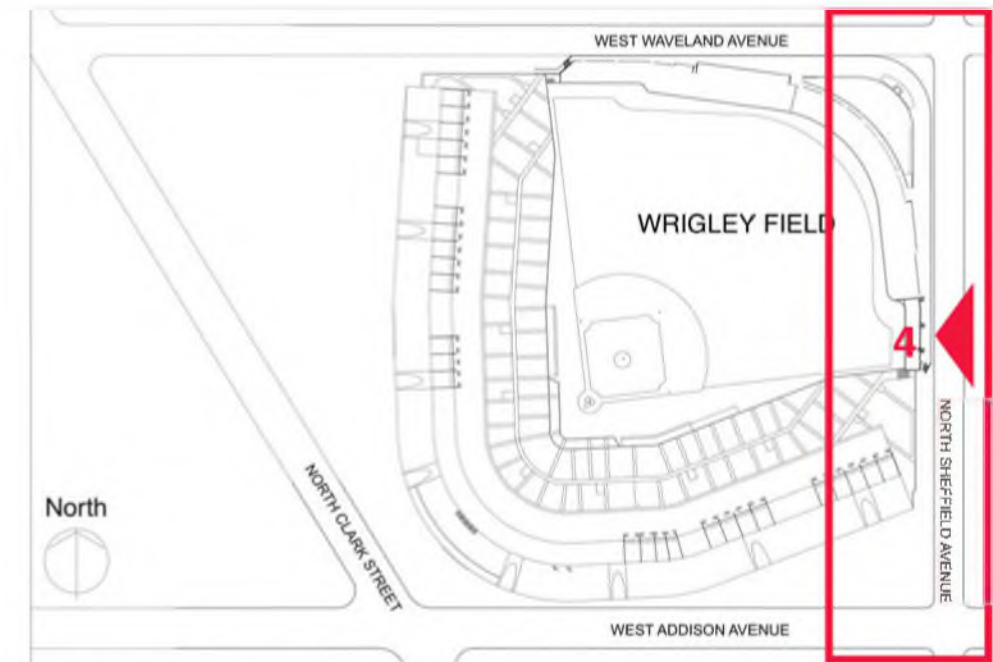 WEST WAVELAND AVENUE
WRIGLEY FIELD
4
NORTH SHEFFIELD AVENUE
North
NORTH CLARK STREET
WEST ADDISON AVENUE